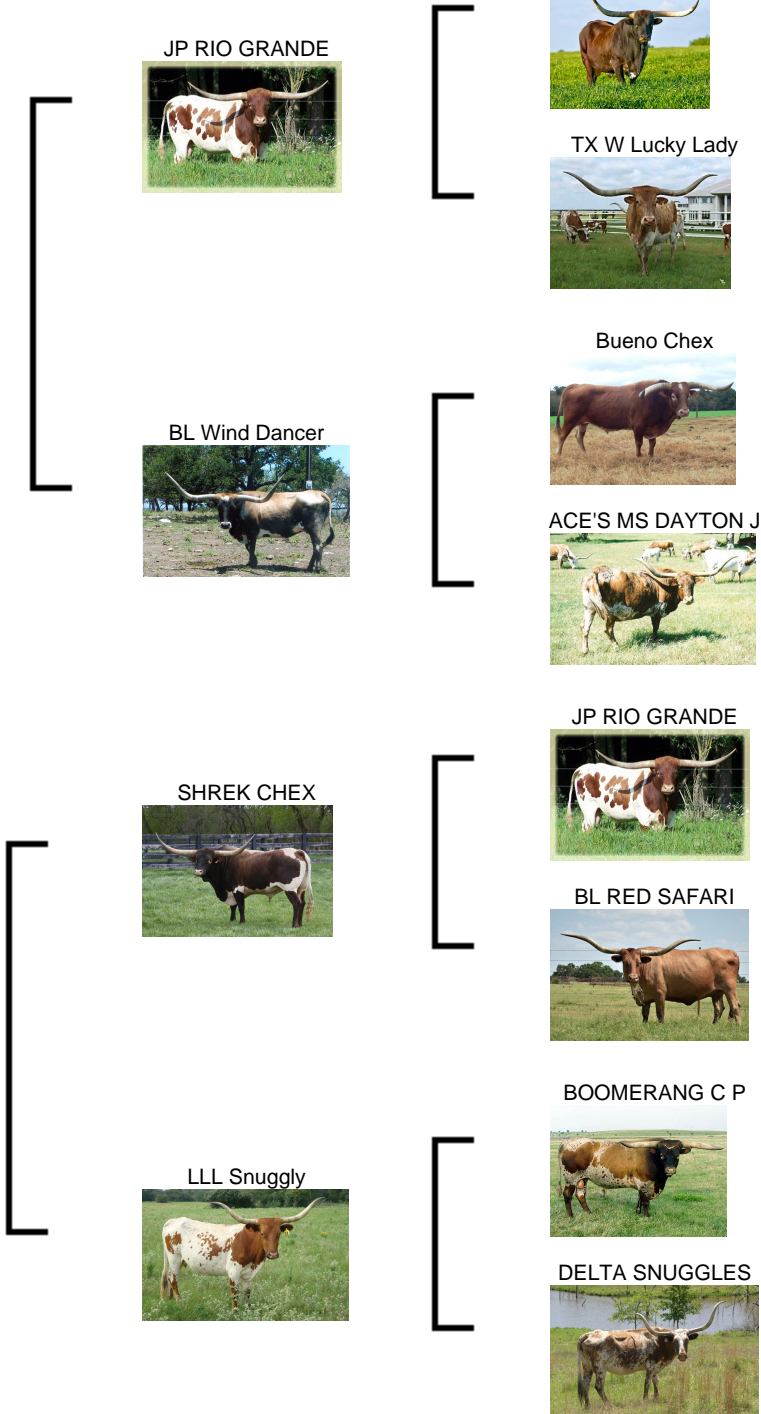 JP RIO GRANDE
TX W Lucky Lady
Bueno Chex
BL Wind Dancer
ACE'S MS DAYTON J
JP RIO GRANDE
SHREK CHEX
BL RED SAFARI
BOOMERANG C P
LLL Snuggly
DELTA SNUGGLES